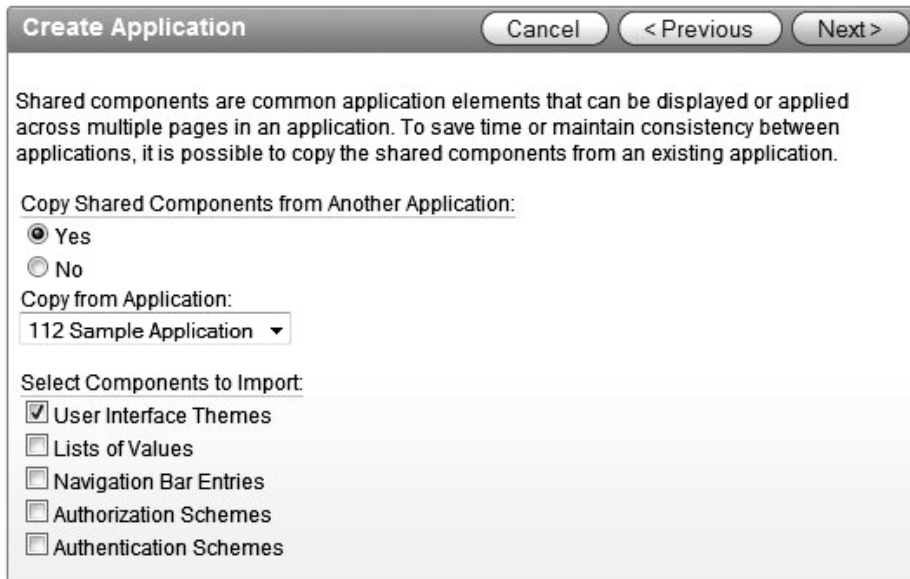 Create Application
Cancel
< Previous
Next >
Shared components are common application elements that can be displayed or applied
across multiple pages in an application. To save time or maintain consistency between
applications, it is possible to copy the shared components from an existing application.
Copy Shared Components from Another Application:
Yes
No
Copy from Application:
112 Sample Application
Select Components to Import:
User Interface Themes
Lists of Values
Navigation Bar Entries
Authorization Schemes
Authentication Schemes